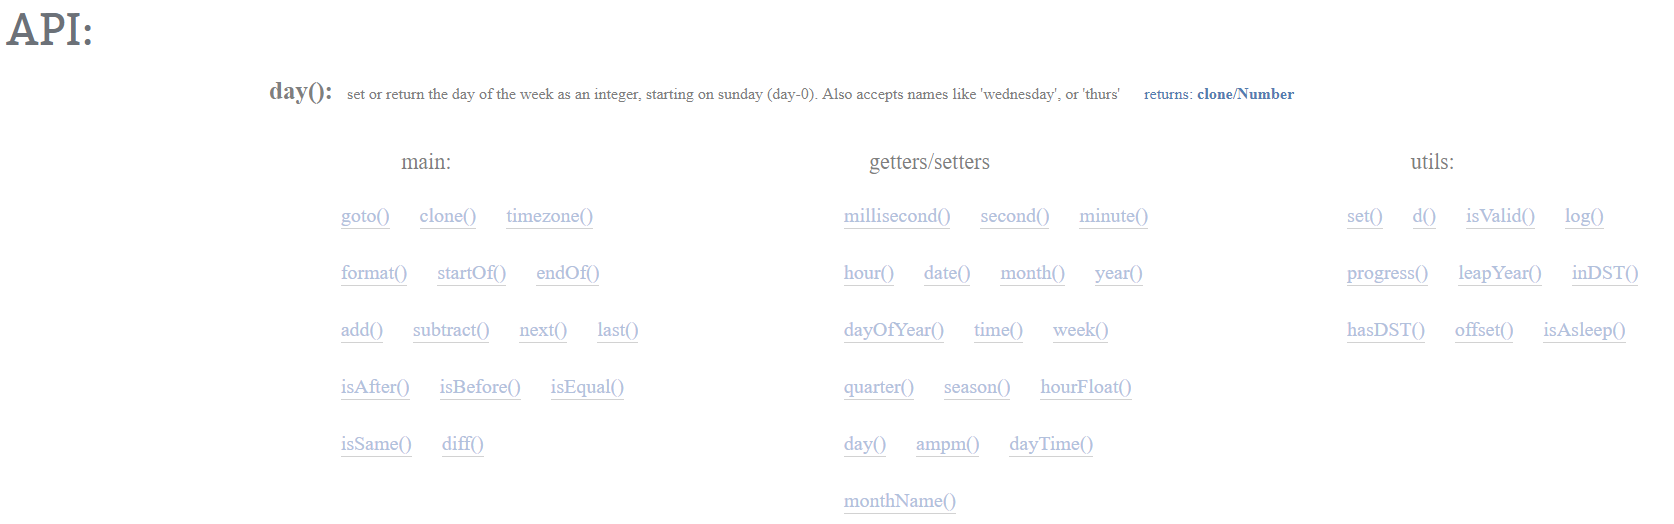 API:
day(): set or return the day of the week as an integer, starting on sunday (day-0). Also accepts names like 'wednesday', or 'thurs' returns: clone/Number
main:
goto() clone() timezone()
format() startOf() endOf()
add() subtract() next() last()
isAfter() isBefore() isEqual()
isSame() diff()
getters/setters
millisecond() second() minute()
hour() date() month() year()
dayOfYear() time() week()
quarter() season() hourFloat()
day() ampm() dayTime()
monthName()
utils:
set() d() isValid() log()
progress() leapYear() inDST()
hasDST() offset() isAsleep()